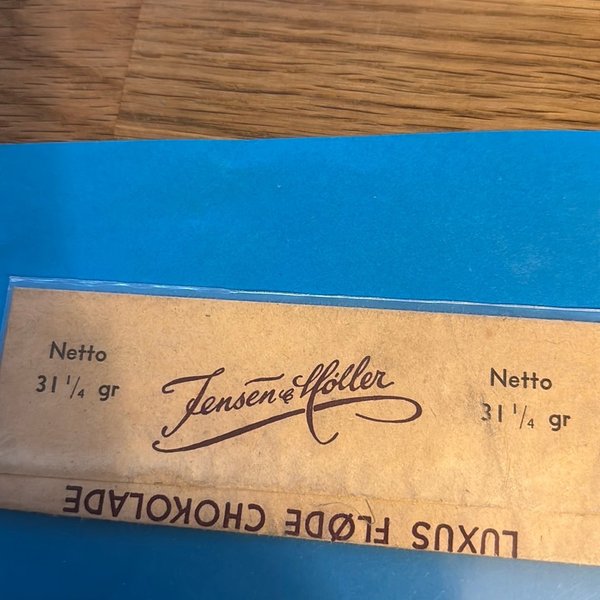 Netto
31 1/4 gr
Jensen & Møller
Netto
31 1/4 gr
LUXUS FLØDE CHOKOLADE